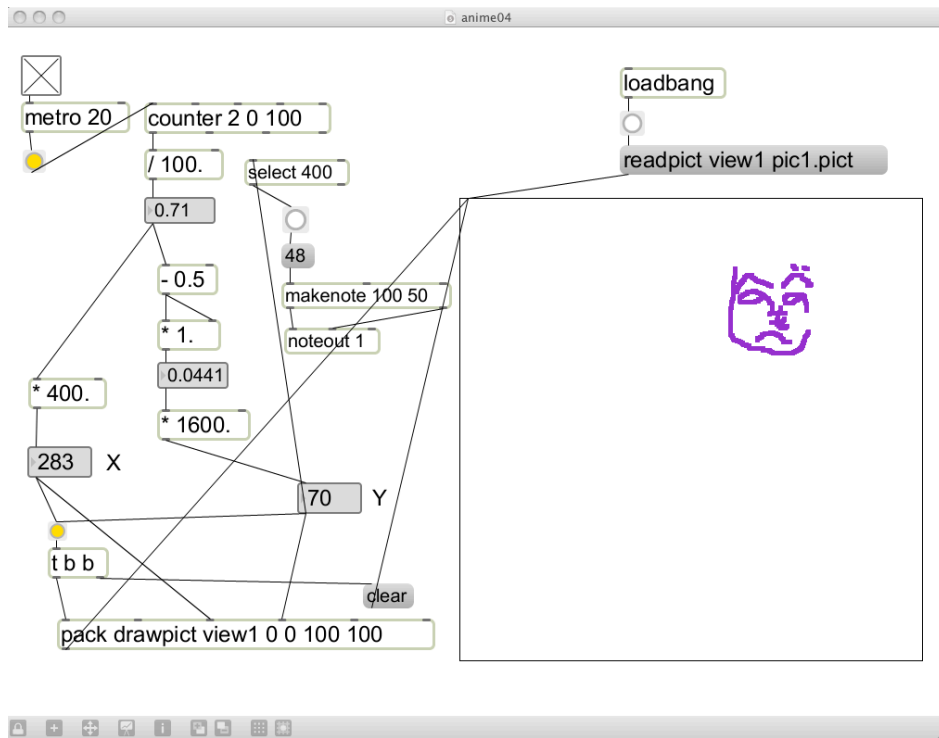 anime04
loadbang
metro 20
counter 2 0 100
readpict view1 pic1.pict
/ 100.
select 400
0.71
48
- 0.5
makenote 100 50
* 1.
noteout 1
0.0441
* 400.
* 1600.
283 X
70 Y
t b b
clear
pack drawpict view1 0 0 100 100